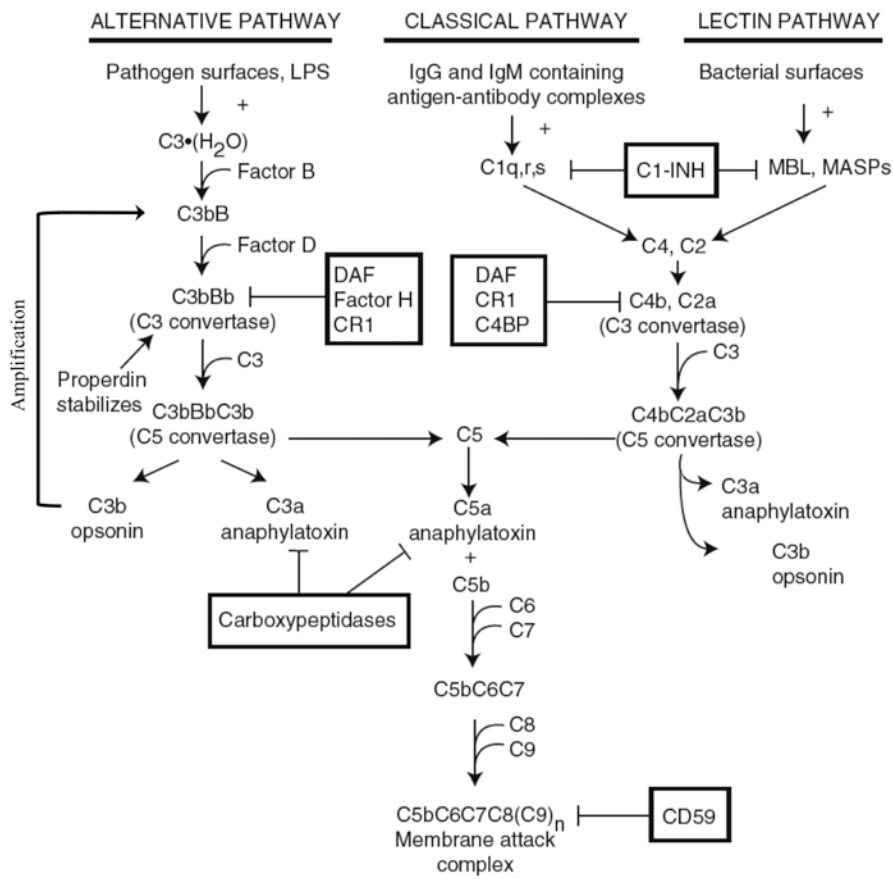 ALTERNATIVE PATHWAY
CLASSICAL PATHWAY
LECTIN PATHWAY
Pathogen surfaces, LPS
+
C3•(H2O)
Factor B
C3bB
Factor D
C3bBb
(C3 convertase)
DAF
Factor H
CR1
C3
Properdin
stabilizes
Amplification
C3bBbC3b
(C5 convertase)
C3b
opsonin
C3a
anaphylatoxin
Carboxypeptidases
IgG and IgM containing
antigen-antibody complexes
+
C1q,r,s
C1-INH
Bacterial surfaces
+
MBL, MASPs
C4, C2
DAF
CR1
C4BP
C4b, C2a
(C3 convertase)
C3
C4bC2aC3b
(C5 convertase)
C3a
anaphylatoxin
C3b
opsonin
C5
C5a
anaphylatoxin
+
C5b
C6
C7
C5bC6C7
C8
C9
C5bC6C7C8(C9)n
Membrane attack
complex
CD59